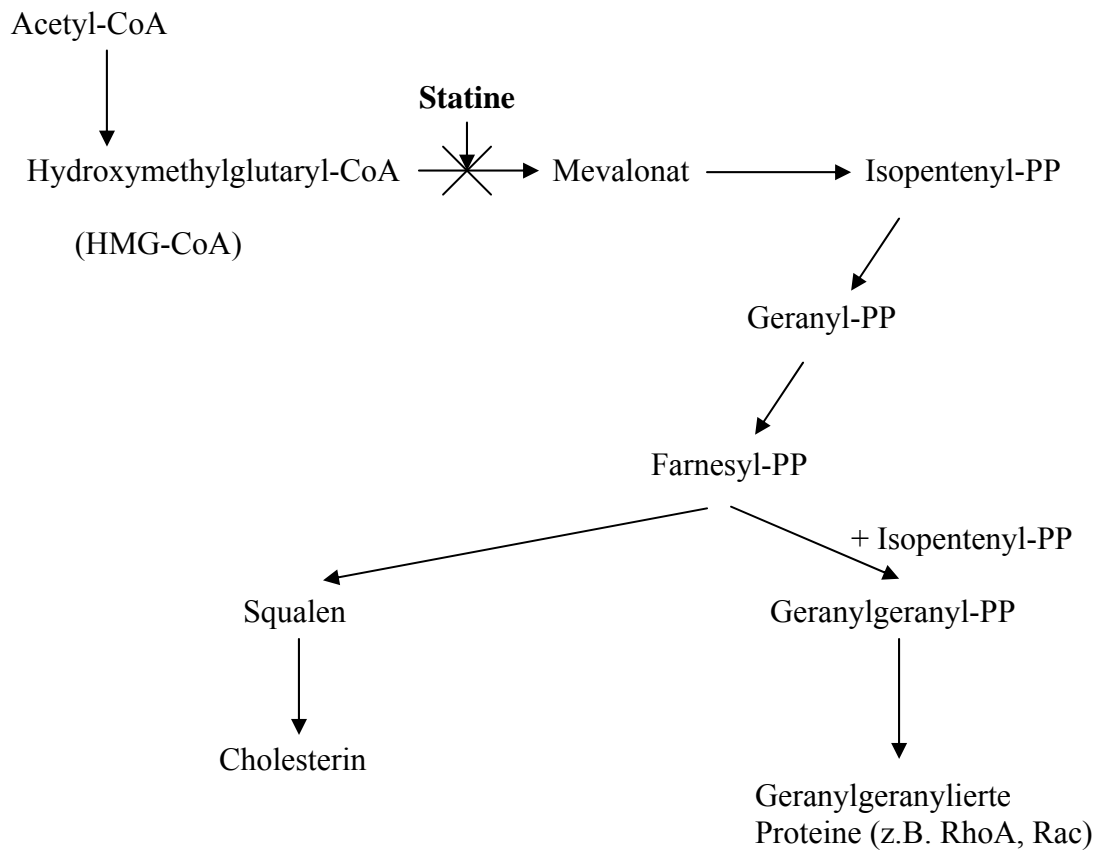 Acetyl-CoA
Statine
Hydroxymethylglutaryl-CoA
Mevalonat
Isopentenyl-PP
(HMG-CoA)
Geranyl-PP
Farnesyl-PP
+ Isopentenyl-PP
Squalen
Geranylgeranyl-PP
Cholesterin
Geranylgeranylierte
Proteine (z.B. RhoA, Rac)